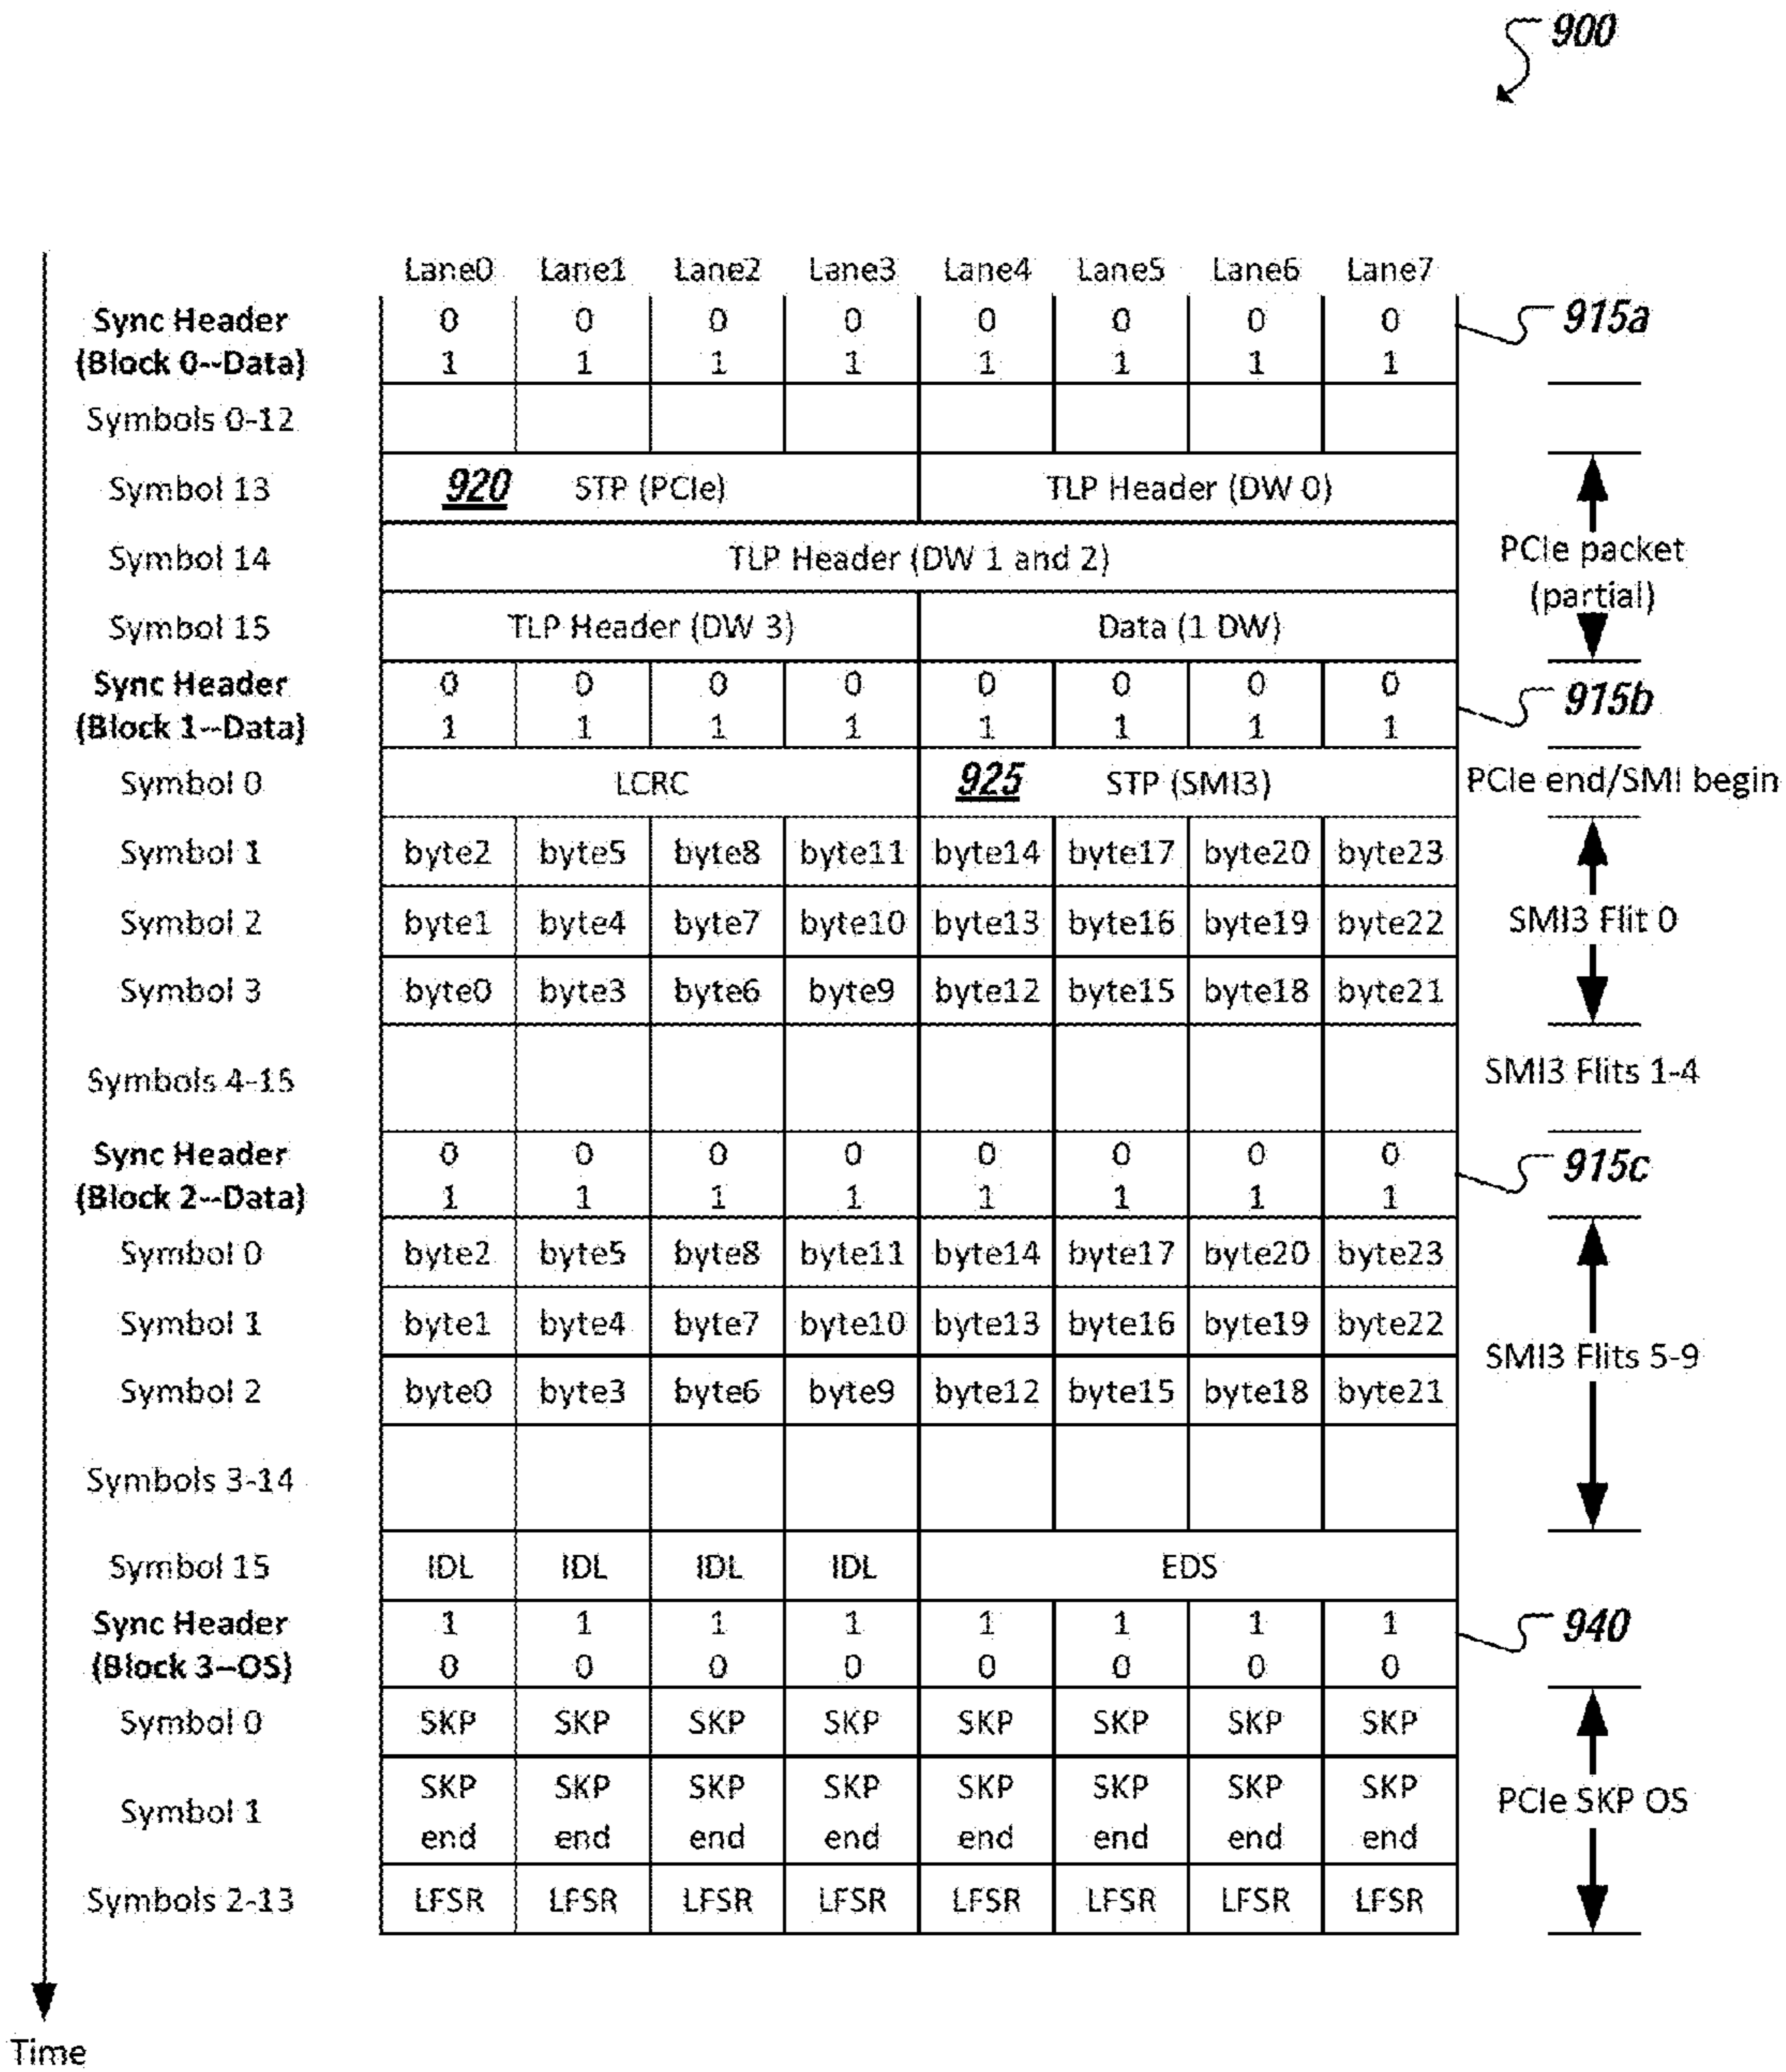 900
Lane0 Lane1 Lane2 Lane3 Lane4 Lane5 Lane6 Lane7
Sync Header 0 0 0 0 0 0 0 0 915a
(Block 0--Data) 1 1 1 1 1 1 1 1
Symbols 0-12
Symbol 13 920 STP (PCIe) TLP Header (DW 0)
Symbol 14 TLP Header (DW 1 and 2) PCIe packet
(partial)
Symbol 15 TLP Header (DW 3) Data (1 DW)
Sync Header 0 0 0 0 0 0 0 0 915b
(Block 1--Data) 1 1 1 1 1 1 1 1
Symbol 0 LCRC 925 STP (SMI3) PCIe end/SMI begin
Symbol 1 byte2 byte5 byte8 byte11 byte14 byte17 byte20 byte23
Symbol 2 byte1 byte4 byte7 byte10 byte13 byte16 byte19 byte22 SMI3 Flit 0
Symbol 3 byte0 byte3 byte6 byte9 byte12 byte15 byte18 byte21
Symbols 4-15 SMI3 Flits 1-4
Sync Header 0 0 0 0 0 0 0 0 915c
(Block 2--Data) 1 1 1 1 1 1 1 1
Symbol 0 byte2 byte5 byte8 byte11 byte14 byte17 byte20 byte23
Symbol 1 byte1 byte4 byte7 byte10 byte13 byte16 byte19 byte22
SMI3 Flits 5-9
Symbol 2 byte0 byte3 byte6 byte9 byte12 byte15 byte18 byte21
Symbols 3-14
Symbol 15 IDL IDL IDL IDL EDS
Sync Header 1 1 1 1 1 1 1 1 940
(Block 3--OS) 0 0 0 0 0 0 0 0
Symbol 0 SKP SKP SKP SKP SKP SKP SKP SKP
SKP SKP SKP SKP SKP SKP SKP SKP
Symbol 1 PCIe SKP OS
end end end end end end end end
Symbols 2-13 LFSR LFSR LFSR LFSR LFSR LFSR LFSR LFSR
Time